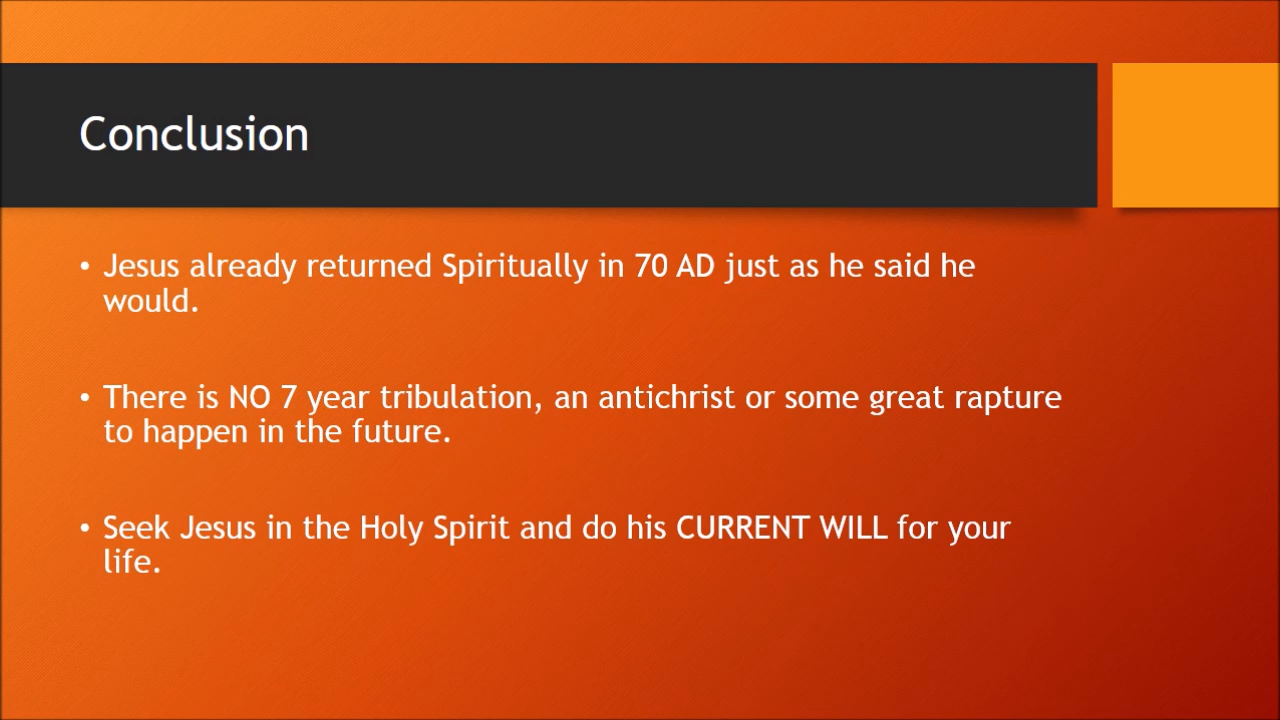 Conclusion
• Jesus already returned Spiritually in 70 AD just as he said he
would.
• There is NO 7 year tribulation, an antichrist or some great rapture
to happen in the future.
• Seek Jesus in the Holy Spirit and do his CURRENT WILL for your
life.